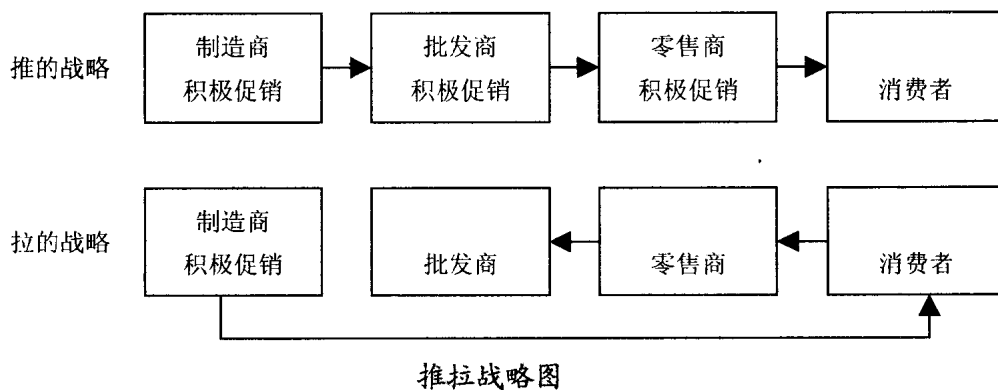 推的战略
制造商
积极促销
批发商
积极促销
零售商
积极促销
消费者
拉的战略
制造商
积极促销
批发商
零售商
消费者
推拉战略图